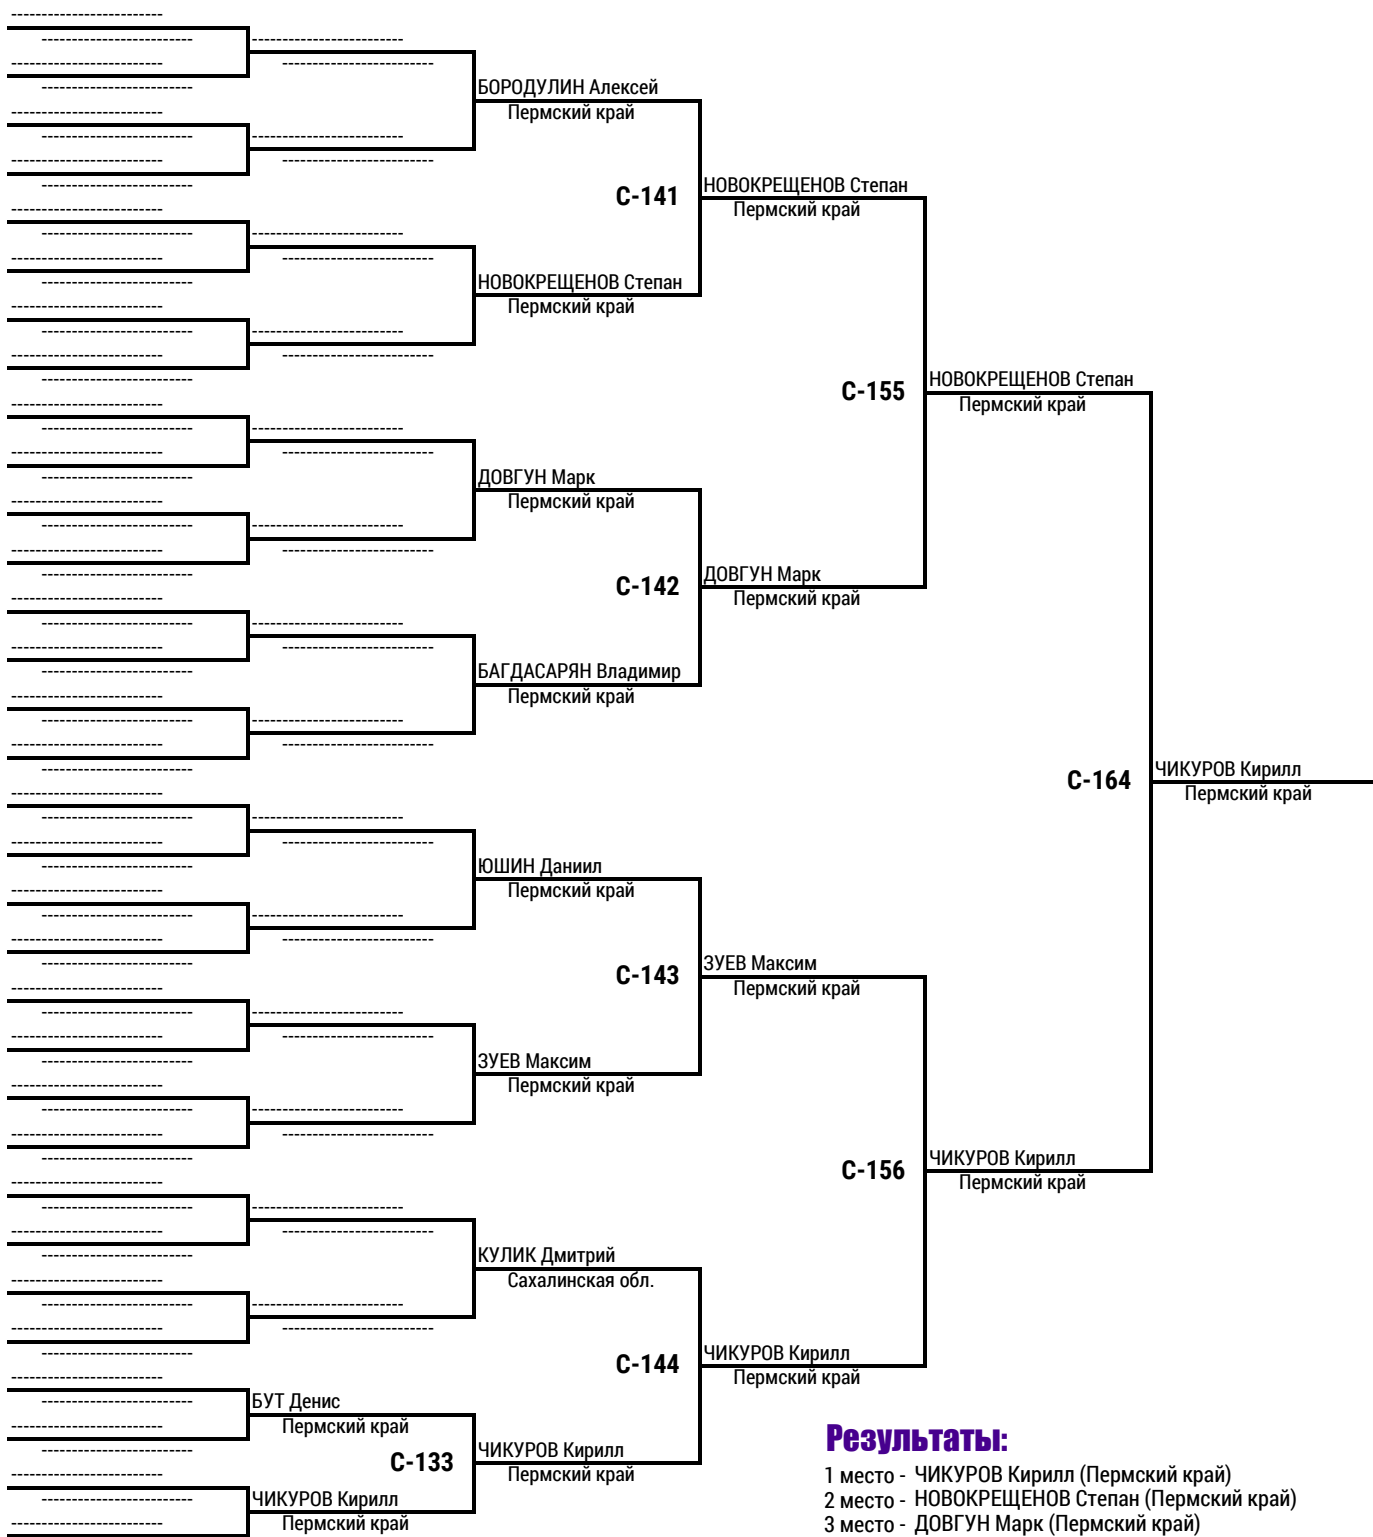 БОРОДУЛИН Алексей
Пермский край
С-141
НОВОКРЕЩЕНОВ Степан
Пермский край
НОВОКРЕЩЕНОВ Степан
Пермский край
С-155
НОВОКРЕЩЕНОВ Степан
Пермский край
ДОВГУН Марк
Пермский край
С-142
ДОВГУН Марк
Пермский край
БАГДАСАРЯН Владимир
Пермский край
С-164
ЧИКУРОВ Кирилл
Пермский край
ЮШИН Даниил
Пермский край
С-143
ЗУЕВ Максим
Пермский край
ЗУЕВ Максим
Пермский край
С-156
ЧИКУРОВ Кирилл
Пермский край
КУЛИК Дмитрий
Сахалинская обл.
С-144
ЧИКУРОВ Кирилл
Пермский край
БУТ Денис
Пермский край
С-133
ЧИКУРОВ Кирилл
Пермский край
ЧИКУРОВ Кирилл
Пермский край
Результаты:
1 место - ЧИКУРОВ Кирилл (Пермский край)
2 место - НОВОКРЕЩЕНОВ Степан (Пермский край)
3 место - ДОВГУН Марк (Пермский край)